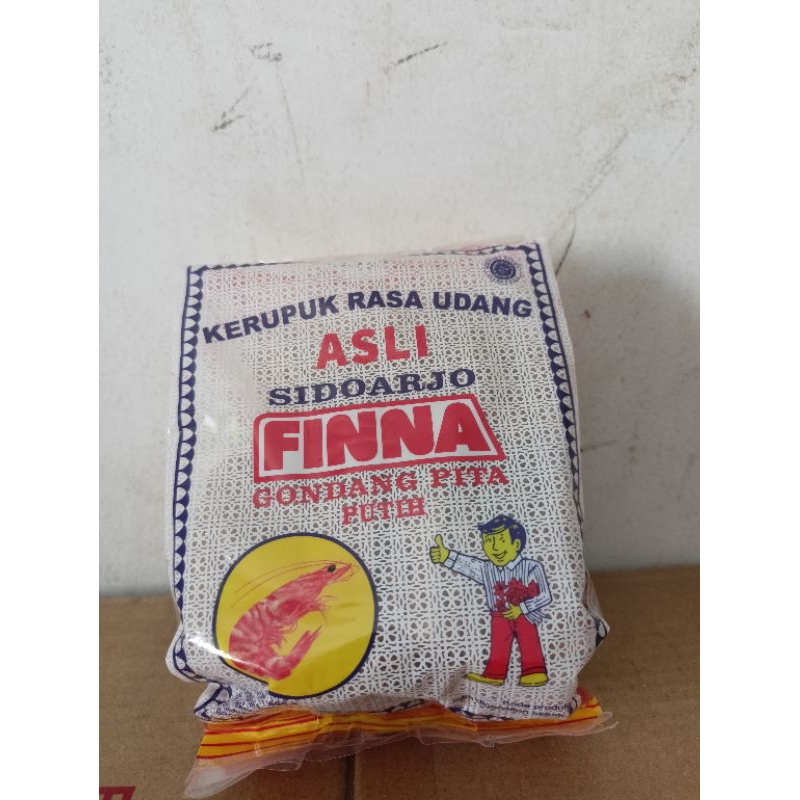 KERUPUK RASA UDANG
ASLI
SIDOARJO
FINNA
GONDANG PITA
PUTIH